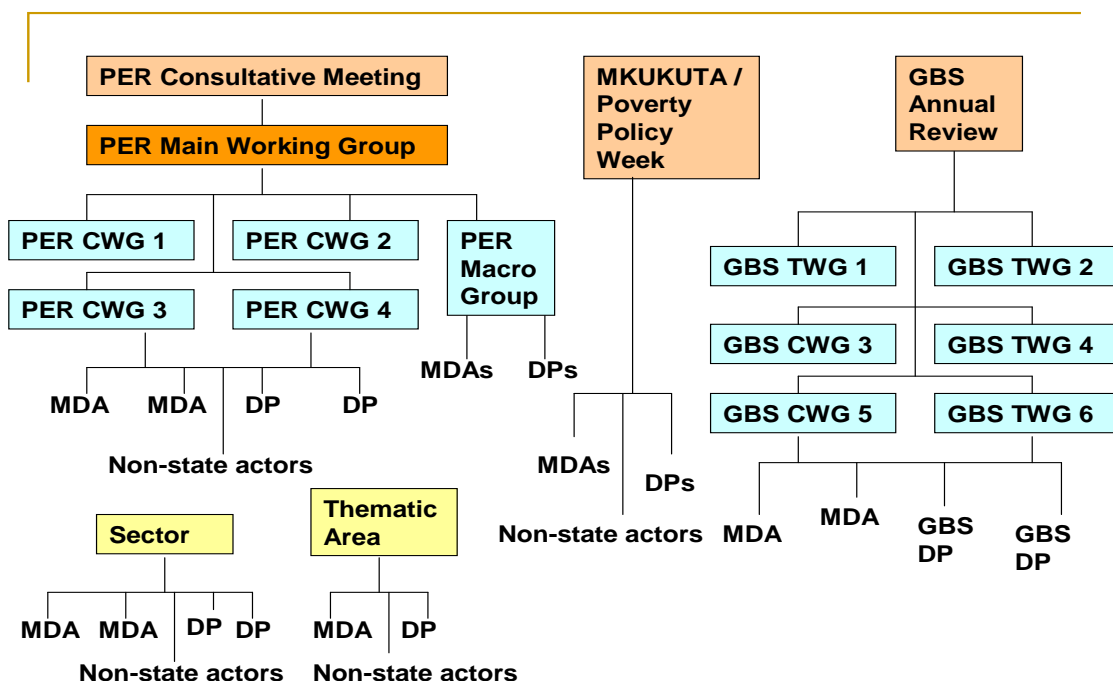 PER Consultative Meeting
PER Main Working Group
PER CWG 1
PER CWG 2
PER
Macro
Group
PER CWG 3
PER CWG 4
MDAs
DPs
MDA
MDA
DP
DP
Non-state actors
MKUKUTA /
Poverty
Policy
Week
MDAs
DPs
Non-state actors
GBS
Annual
Review
GBS TWG 1
GBS TWG 2
GBS CWG 3
GBS TWG 4
GBS CWG 5
GBS TWG 6
MDA
MDA
GBS
DP
GBS
DP
Sector
MDA
MDA
DP
DP
Non-state actors
Thematic
Area
MDA
DP
Non-state actors